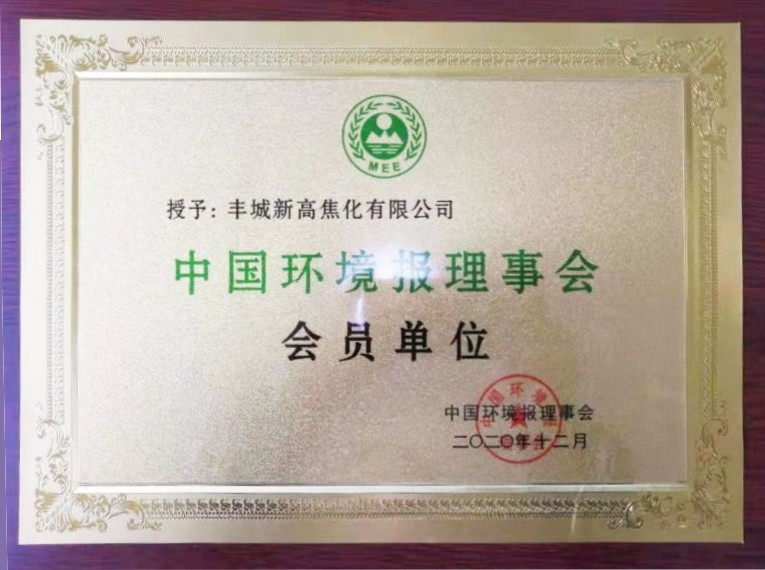 MEE
授予：丰城新高焦化有限公司
中国环境报理事会
会员单位
中国环境报理事会
二〇二〇年十二月